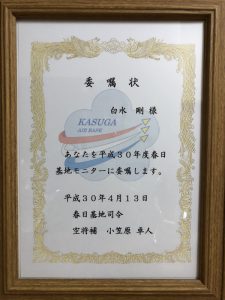 委嘱状
白水 剛 様
KASUGA
AIR BASE
あなたを平成30年度春日
基地モニターに委嘱します。
平成30年4月13日
春日基地司令
空将補 小笠原 卓人